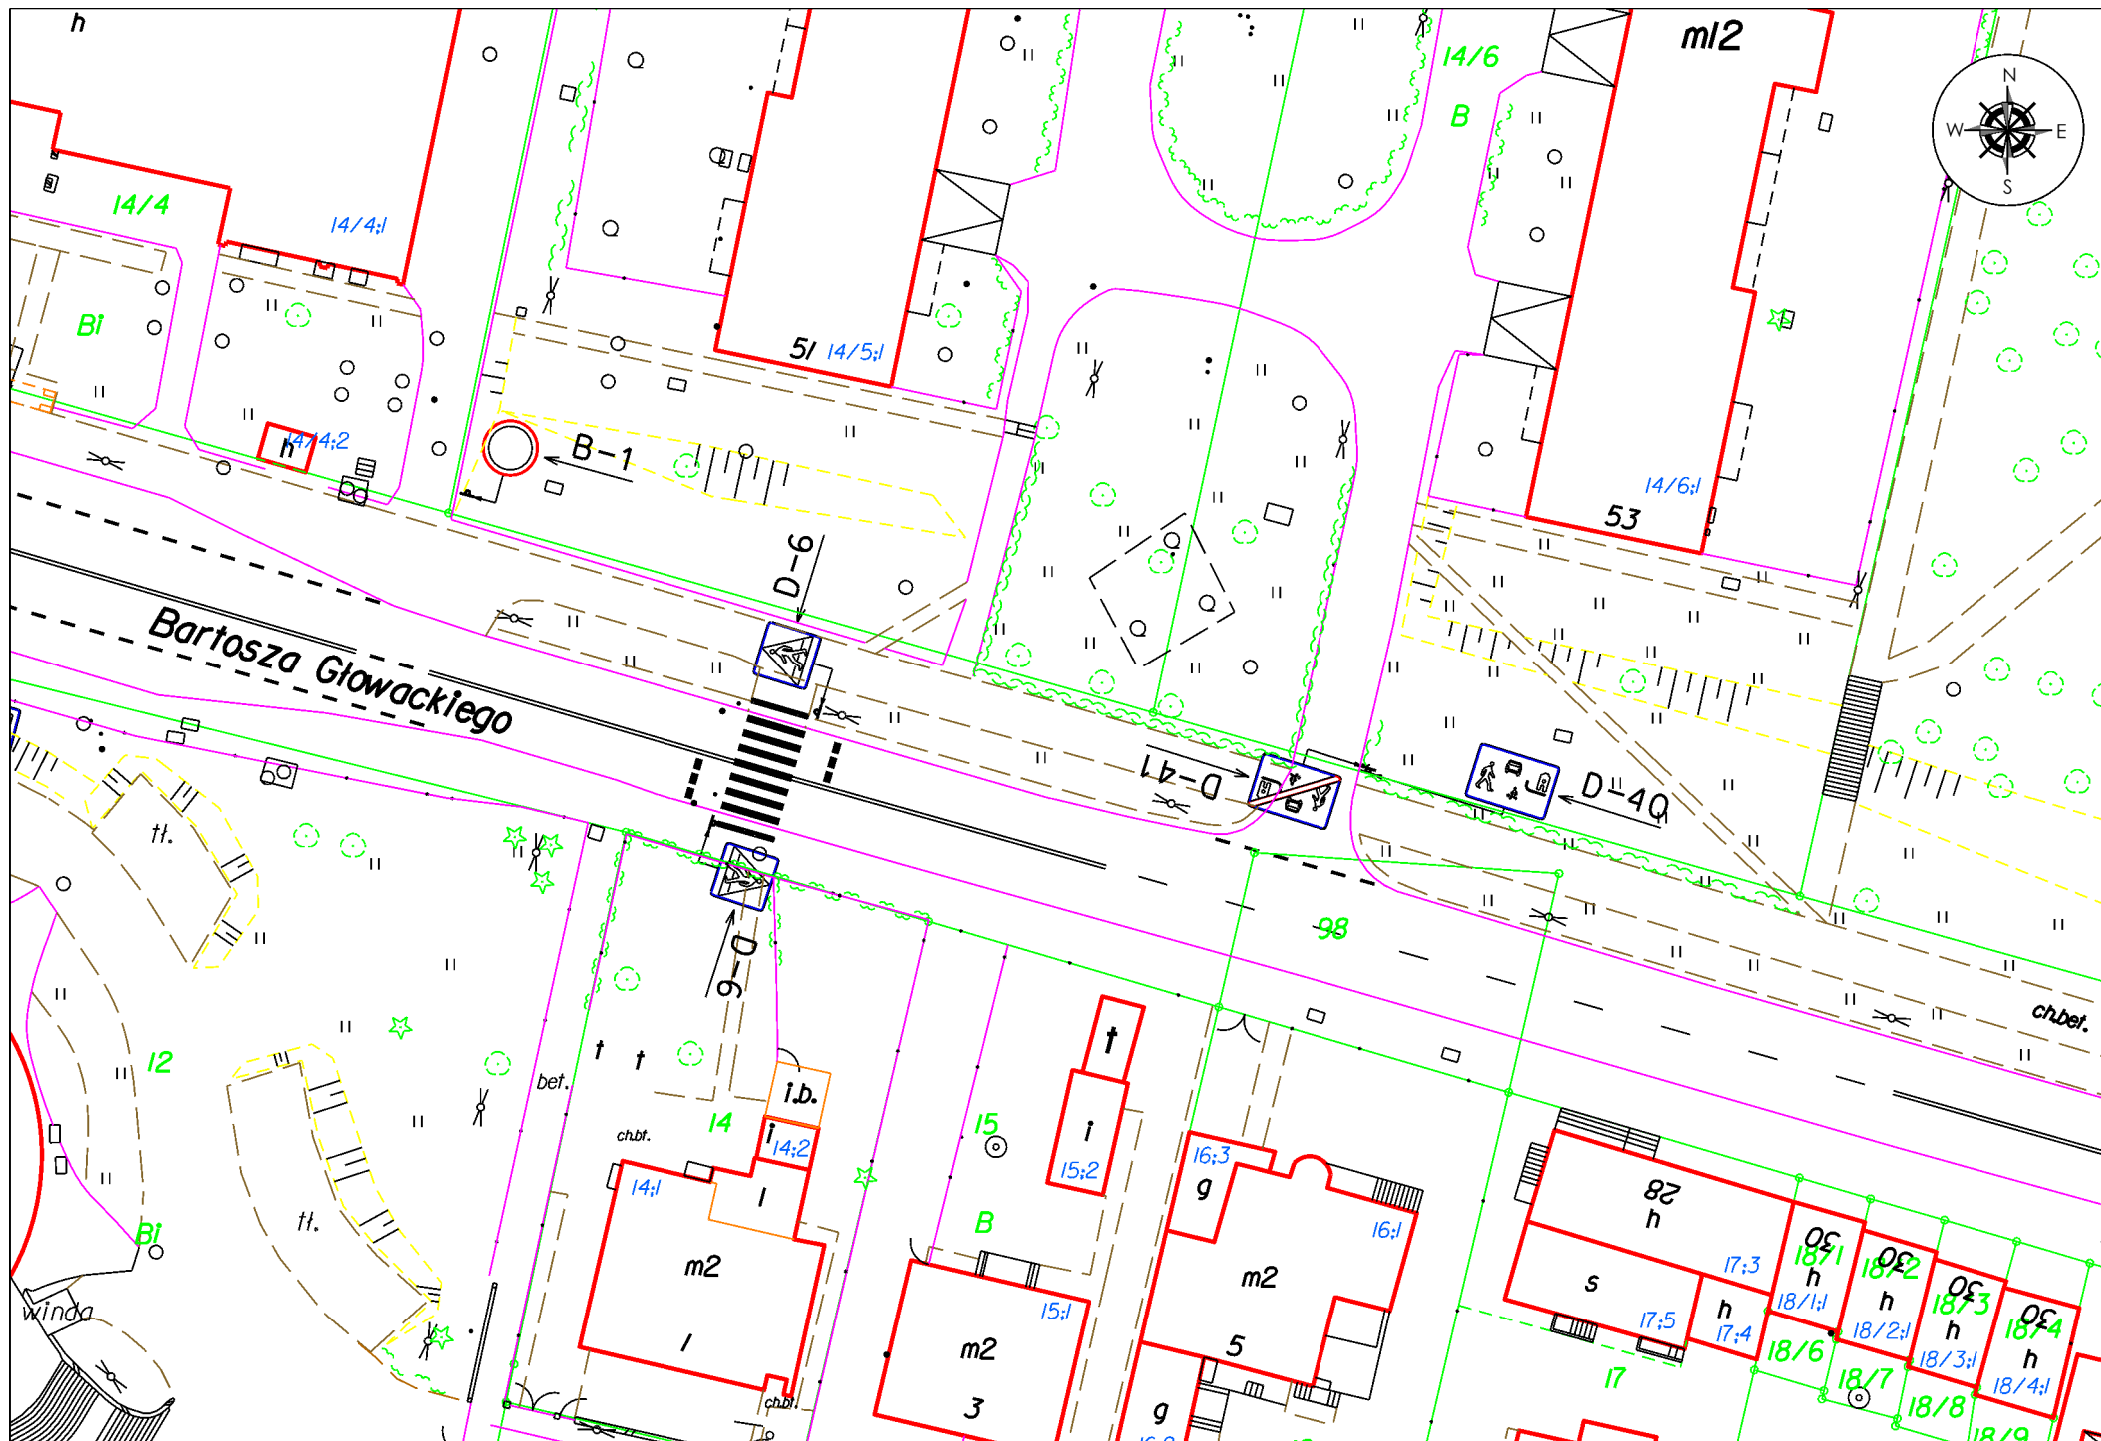 h
ml2
14/6
B
N
W
E
S
14/4
14/4;1
Bi
51
14/5;1
14/4;2
h
B-1
14/6;1
53
D-6
Bartosza Głowackiego
D-41
D-40
tł.
D-6
98
ch.bet.
12
bet.
t
t
i.b.
14
i
14;2
ch.bt.
14;1
l
t
i
15
15;2
16;3
g
28
h
Bi
tł.
B
m2
16;1
m2
17;3
30
18/1
h
18/1;1
30
18/2
h
18/2;1
30
18/3
h
18/3;1
30
18/4
h
18/4;1
winda
15;1
s
17;5
h
17;4
1
m2
5
18/6
17
18/7
18/8
18/9
ch.bt.
3
g